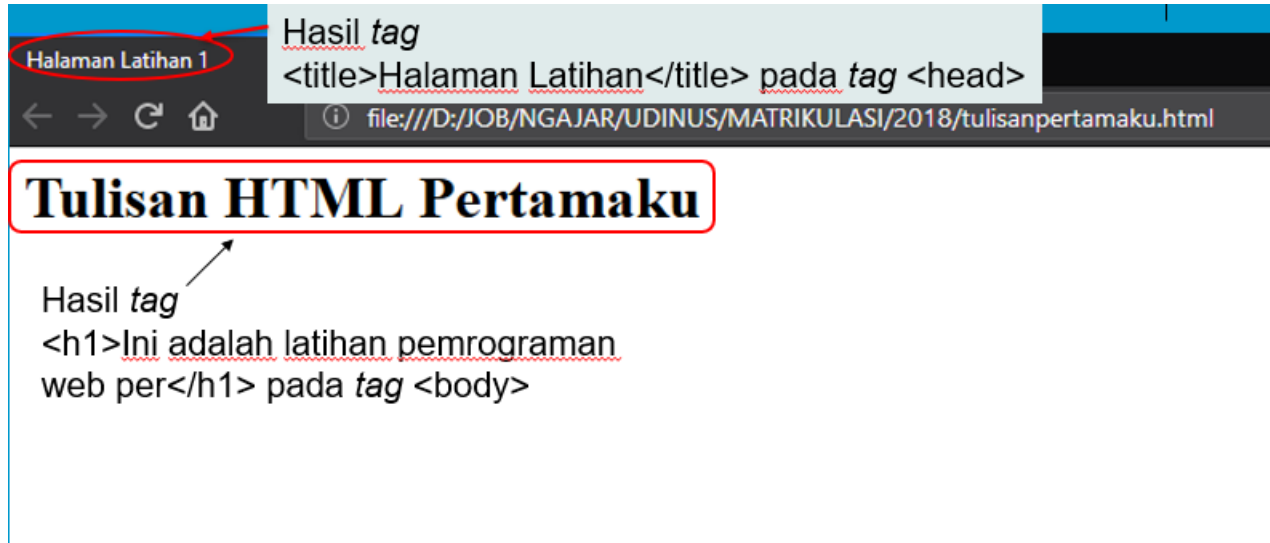 Hasil tag
<title>Halaman Latihan</title> pada tag <head>
Halaman Latihan 1
file:///D:/JOB/NGAJAR/UDINUS/MATRIKULASI/2018/tulisanpertamaku.html
Tulisan HTML Pertamaku
Hasil tag
<h1>Ini adalah latihan pemrograman
web per</h1> pada tag <body>